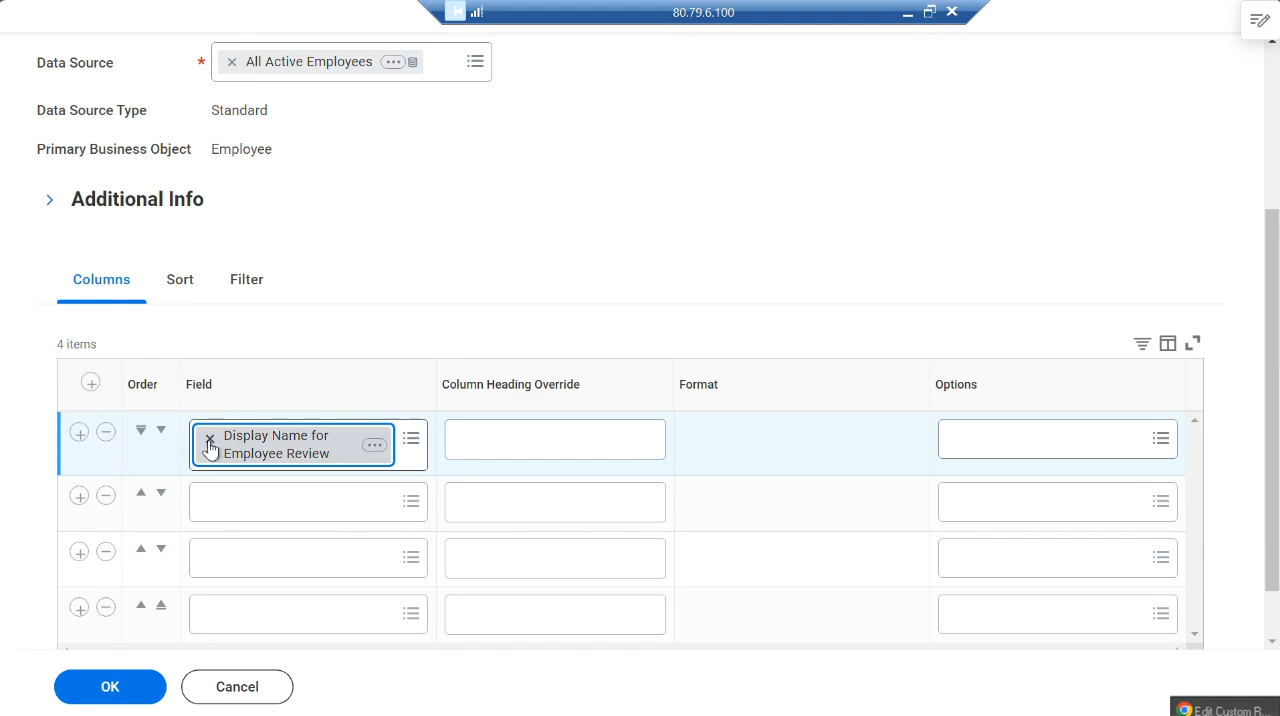 H
80.79.6.100
Data Source * × All Active Employees
Data Source Type Standard
Primary Business Object Employee
Additional Info
Columns Sort Filter
4 items
Order Field Column Heading Override Format Options
Display Name for
Employee Review
OK Cancel
Edit Custom R...